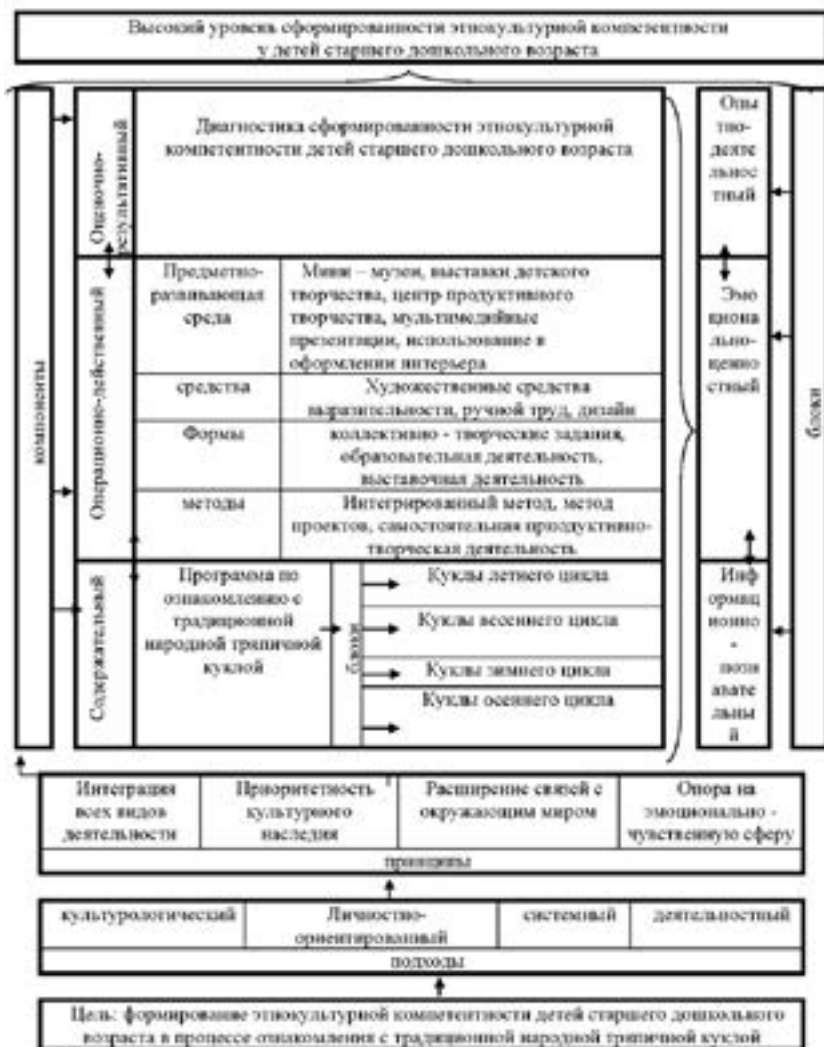 Высокий уровень сформированности этнокультурной компетентности
у детей старшего дошкольного возраста
компоненты
Оценочно-
результативный
Диагностика сформированности этнокультурной
компетентности детей старшего дошкольного возраста
Операционно-действенный
Предметно-
развивающая
среда
Мини – музеи, выставки детского
творчества, центр продуктивного
творчества, мультимедийные
презентации, использование в
оформлении интерьера
средства
Художественные средства
выразительности, ручной труд, дизайн
Формы
коллективно - творческие задания,
образовательная деятельность,
выставочная деятельность
методы
Интегрированный метод, метод
проектов, самостоятельная продуктивно-
творческая деятельность
Содержательный
Программа по
ознакомлению с
традиционной
народной тряпичной
куклой
блоки
Куклы летнего цикла
Куклы весеннего цикла
Куклы зимнего цикла
Куклы осеннего цикла
Опы
тно-
деяте
льнос
тный
Эмо
циона
льно-
ценно
стный
Инф
ормац
ионно
-
позн
авате
льны
й
блоки
Интеграция
всех видов
деятельности
Приоритетность
культурного
наследия
Расширение связей с
окружающим миром
Опора на
эмоционально -
чувственную сферу
принципы
культурологический
Личностно-
ориентированный
системный
деятельностный
подходы
Цель: формирование этнокультурной компетентности детей старшего дошкольного
возраста в процессе ознакомления с традиционной народной тряпичной куклой